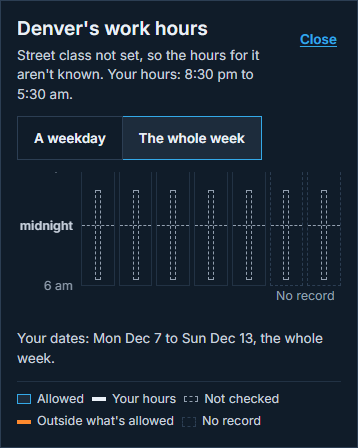 Denver's work hours
Close
Street class not set, so the hours for it
aren't known. Your hours: 8:30 pm to
5:30 am.
A weekday
The whole week
midnight
6 am
No record
Your dates: Mon Dec 7 to Sun Dec 13, the whole
week.
Allowed
Your hours
Not checked
Outside what's allowed
No record